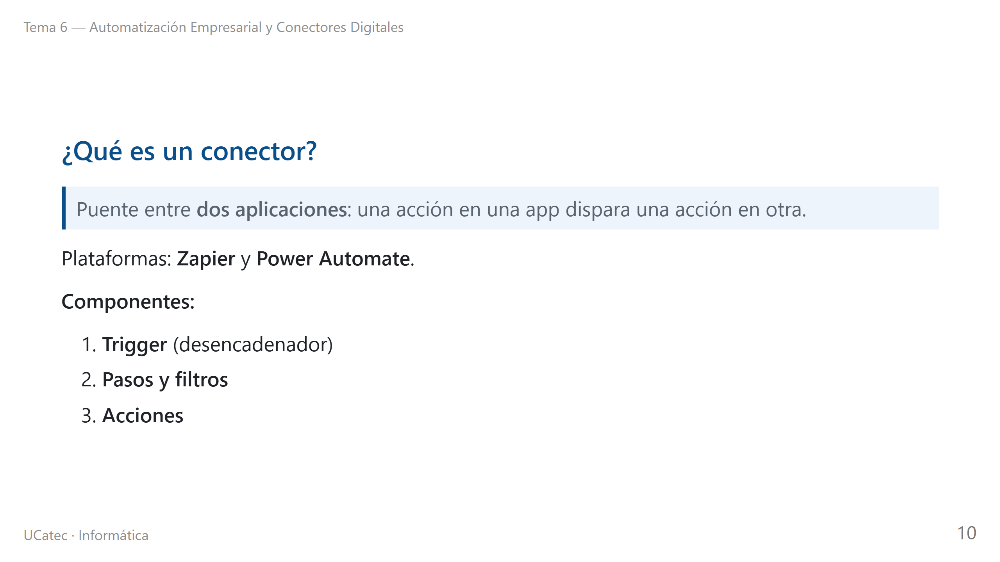 Tema 6 — Automatización Empresarial y Conectores Digitales
¿Qué es un conector?
Puente entre dos aplicaciones: una acción en una app dispara una acción en otra.
Plataformas: Zapier y Power Automate.
Componentes:
1. Trigger (desencadenador)
2. Pasos y filtros
3. Acciones
UCatec · Informática
10